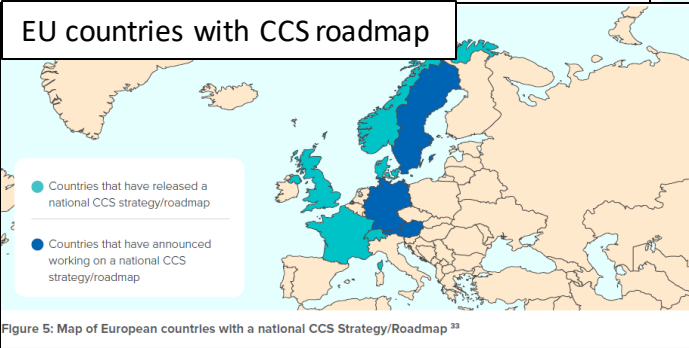 EU countries with CCS roadmap
Countries that have released a
national CCS strategy/roadmap
Countries that have announced
working on a national CCS
strategy/roadmap
Figure 5: Map of European countries with a national CCS Strategy/Roadmap ³³